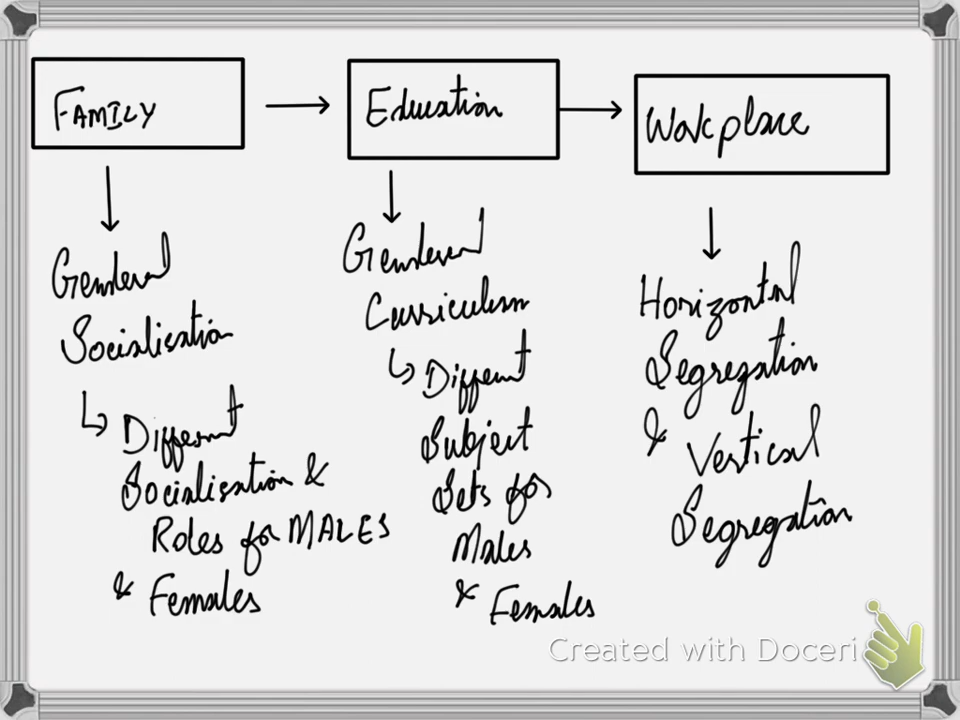 FAMILY
Gendered
Socialisation
↳ Different
Socialisation &
Roles for MALES
& Females
Education
Gendered
Curriculum
↳ Different
Subject
Sets for
Males
& Females
Workplace
Horizontal
Segregation
& Vertical
Segregation
Created with Doceri